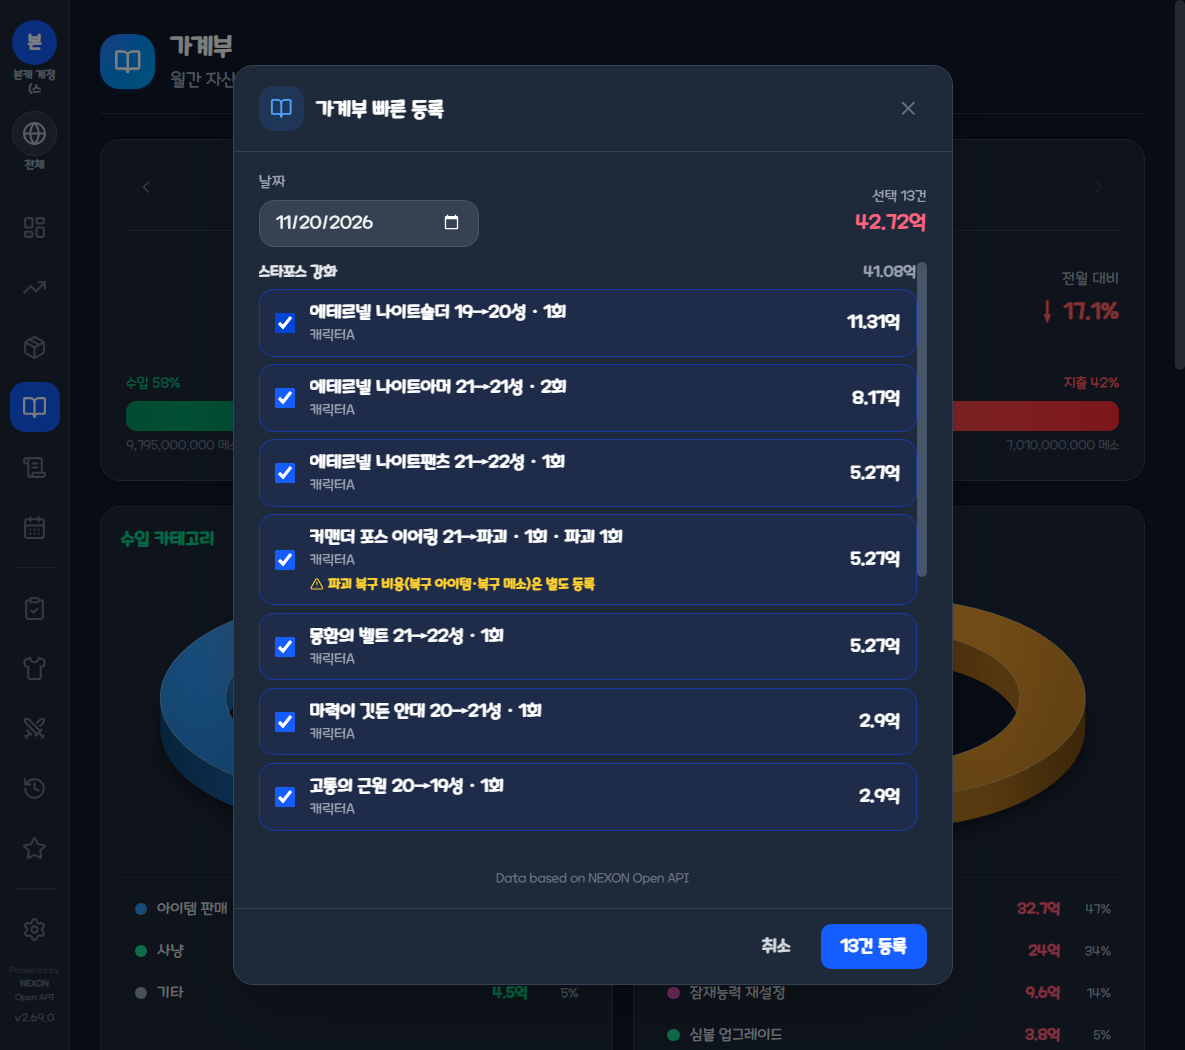 본
본캐 계정
(스
전체
Powered by
NEXON
Open API
v2.69.0
가계부
월간 자산
전월 대비
17.1%
수입 58%
지출 42%
9,795,000,000 메소
7,010,000,000 메소
수입 카테고리
아이템 판매
사냥
기타
4.5억
5%
32.7억
47%
24억
34%
잠재능력 재설정
9.6억
14%
심볼 업그레이드
3.8억
5%
가계부 빠른 등록
날짜
11/20/2026
선택 13건
42.72억
스타포스 강화
41.08억
에테르넬 나이트숄더 19→20성 · 1회
캐릭터A
11.31억
에테르넬 나이트아머 21→21성 · 2회
캐릭터A
8.17억
에테르넬 나이트팬츠 21→22성 · 1회
캐릭터A
5.27억
커맨더 포스 이어링 21→파괴 · 1회 · 파괴 1회
캐릭터A
파괴 복구 비용(복구 아이템·복구 메소)은 별도 등록
5.27억
몽환의 벨트 21→22성 · 1회
캐릭터A
5.27억
마력이 깃든 안대 20→21성 · 1회
캐릭터A
2.9억
고통의 근원 20→19성 · 1회
캐릭터A
2.9억
Data based on NEXON Open API
취소
13건 등록